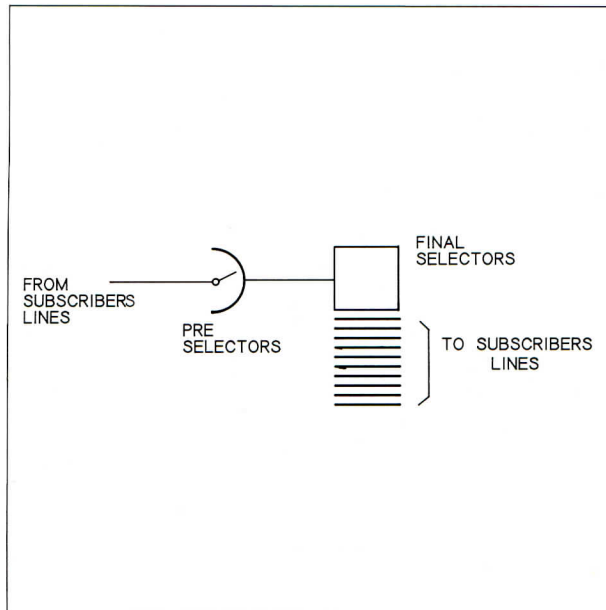 FROM
SUBSCRIBERS
LINES
PRE
SELECTORS
FINAL
SELECTORS
TO SUBSCRIBERS
LINES